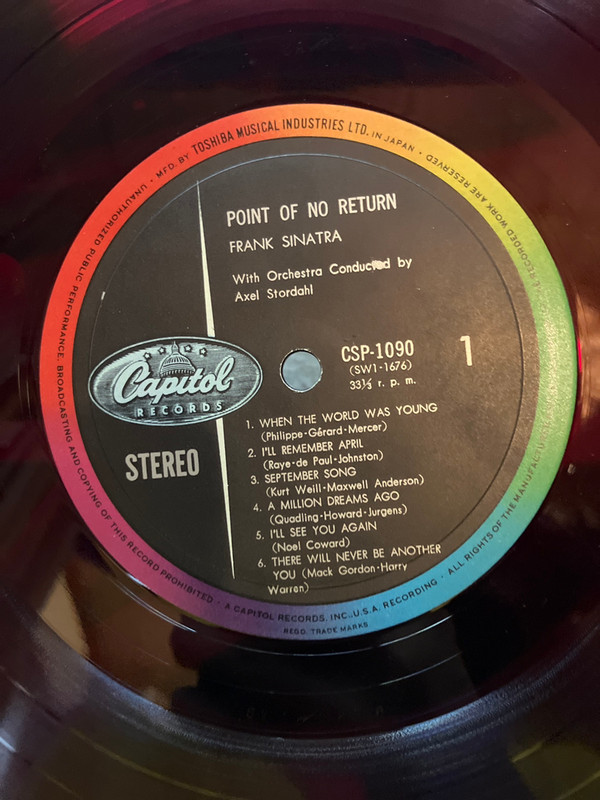 UNAUTHORIZED PUBLIC PERFORMANCE, BROADCASTING AND COPYING OF THIS RECORD PROHIBITED · A CAPITOL RECORDS, INC., U.S.A. RECORDING · ALL RIGHTS OF THE MANUFACTURER RECORDED WORK ARE RESERVED ·
MFD. BY TOSHIBA MUSICAL INDUSTRIES LTD. IN JAPAN ·
REGD. TRADE MARKS
POINT OF NO RETURN
FRANK SINATRA
With Orchestra Conducted by
Axel Stordahl
Capitol
RECORDS
STEREO
CSP-1090
(SW1-1676)
33⅓ r. p. m.
1
1. WHEN THE WORLD WAS YOUNG
(Philippe-Gérard-Mercer)
2. I'LL REMEMBER APRIL
(Raye-de Paul-Johnston)
3. SEPTEMBER SONG
(Kurt Weill-Maxwell Anderson)
4. A MILLION DREAMS AGO
(Quadling-Howard-Jurgens)
5. I'LL SEE YOU AGAIN
(Noel Coward)
6. THERE WILL NEVER BE ANOTHER
YOU (Mack Gordon-Harry
Warren)